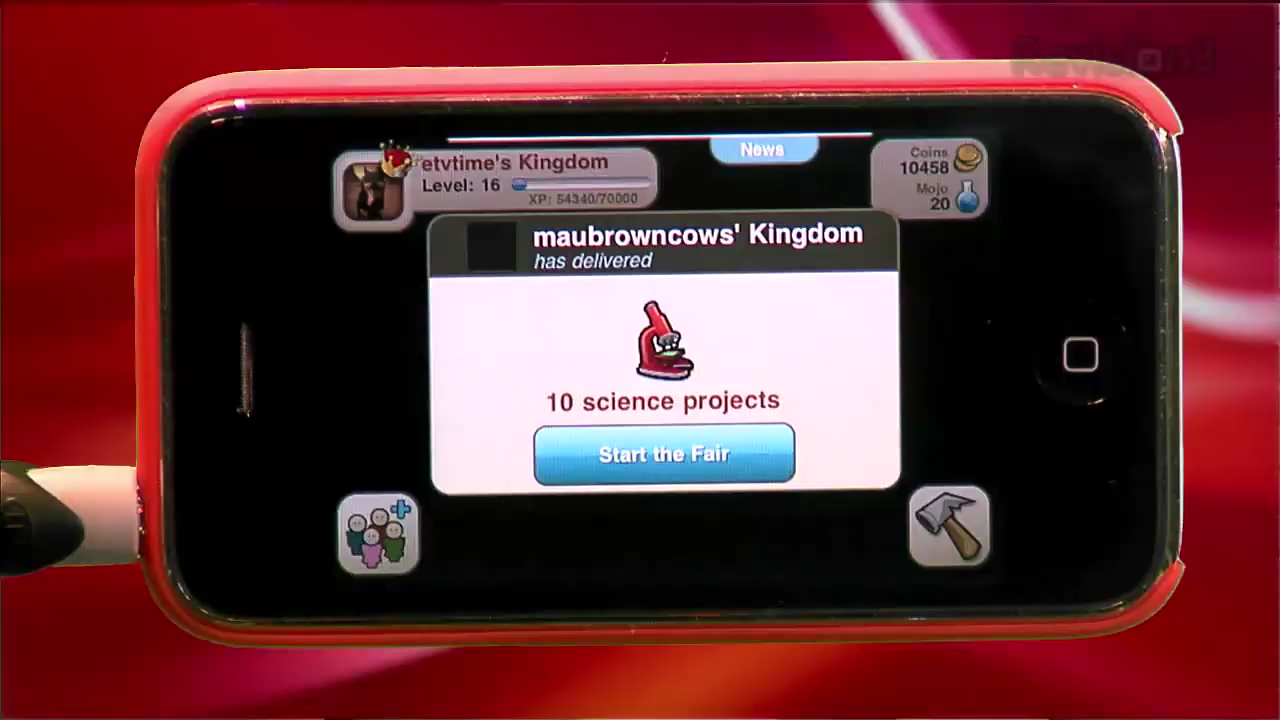 Revision3
News
etvtime's Kingdom
Level: 16
XP: 54340/70000
Coins
10458
Mojo
20
maubrowncows' Kingdom
has delivered
10 science projects
Start the Fair